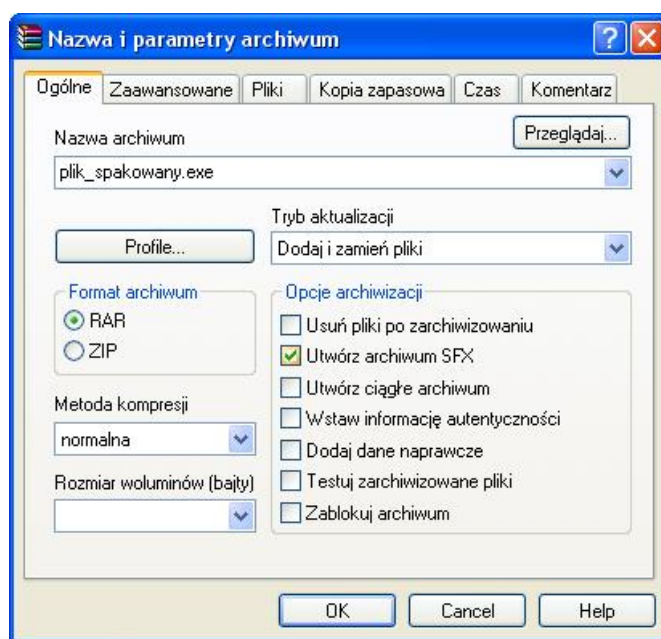 Nazwa i parametry archiwum
Ogólne Zaawansowane Pliki Kopia zapasowa Czas Komentarz
Nazwa archiwum
Przeglądaj...
plik_spakowany.exe
Tryb aktualizacji
Profile...
Dodaj i zamień pliki
Format archiwum
RAR
ZIP
Metoda kompresji
normalna
Rozmiar woluminów (bajty)
Opcje archiwizacji
Usuń pliki po zarchiwizowaniu
Utwórz archiwum SFX
Utwórz ciągłe archiwum
Wstaw informację autentyczności
Dodaj dane naprawcze
Testuj zarchiwizowane pliki
Zablokuj archiwum
OK Cancel Help